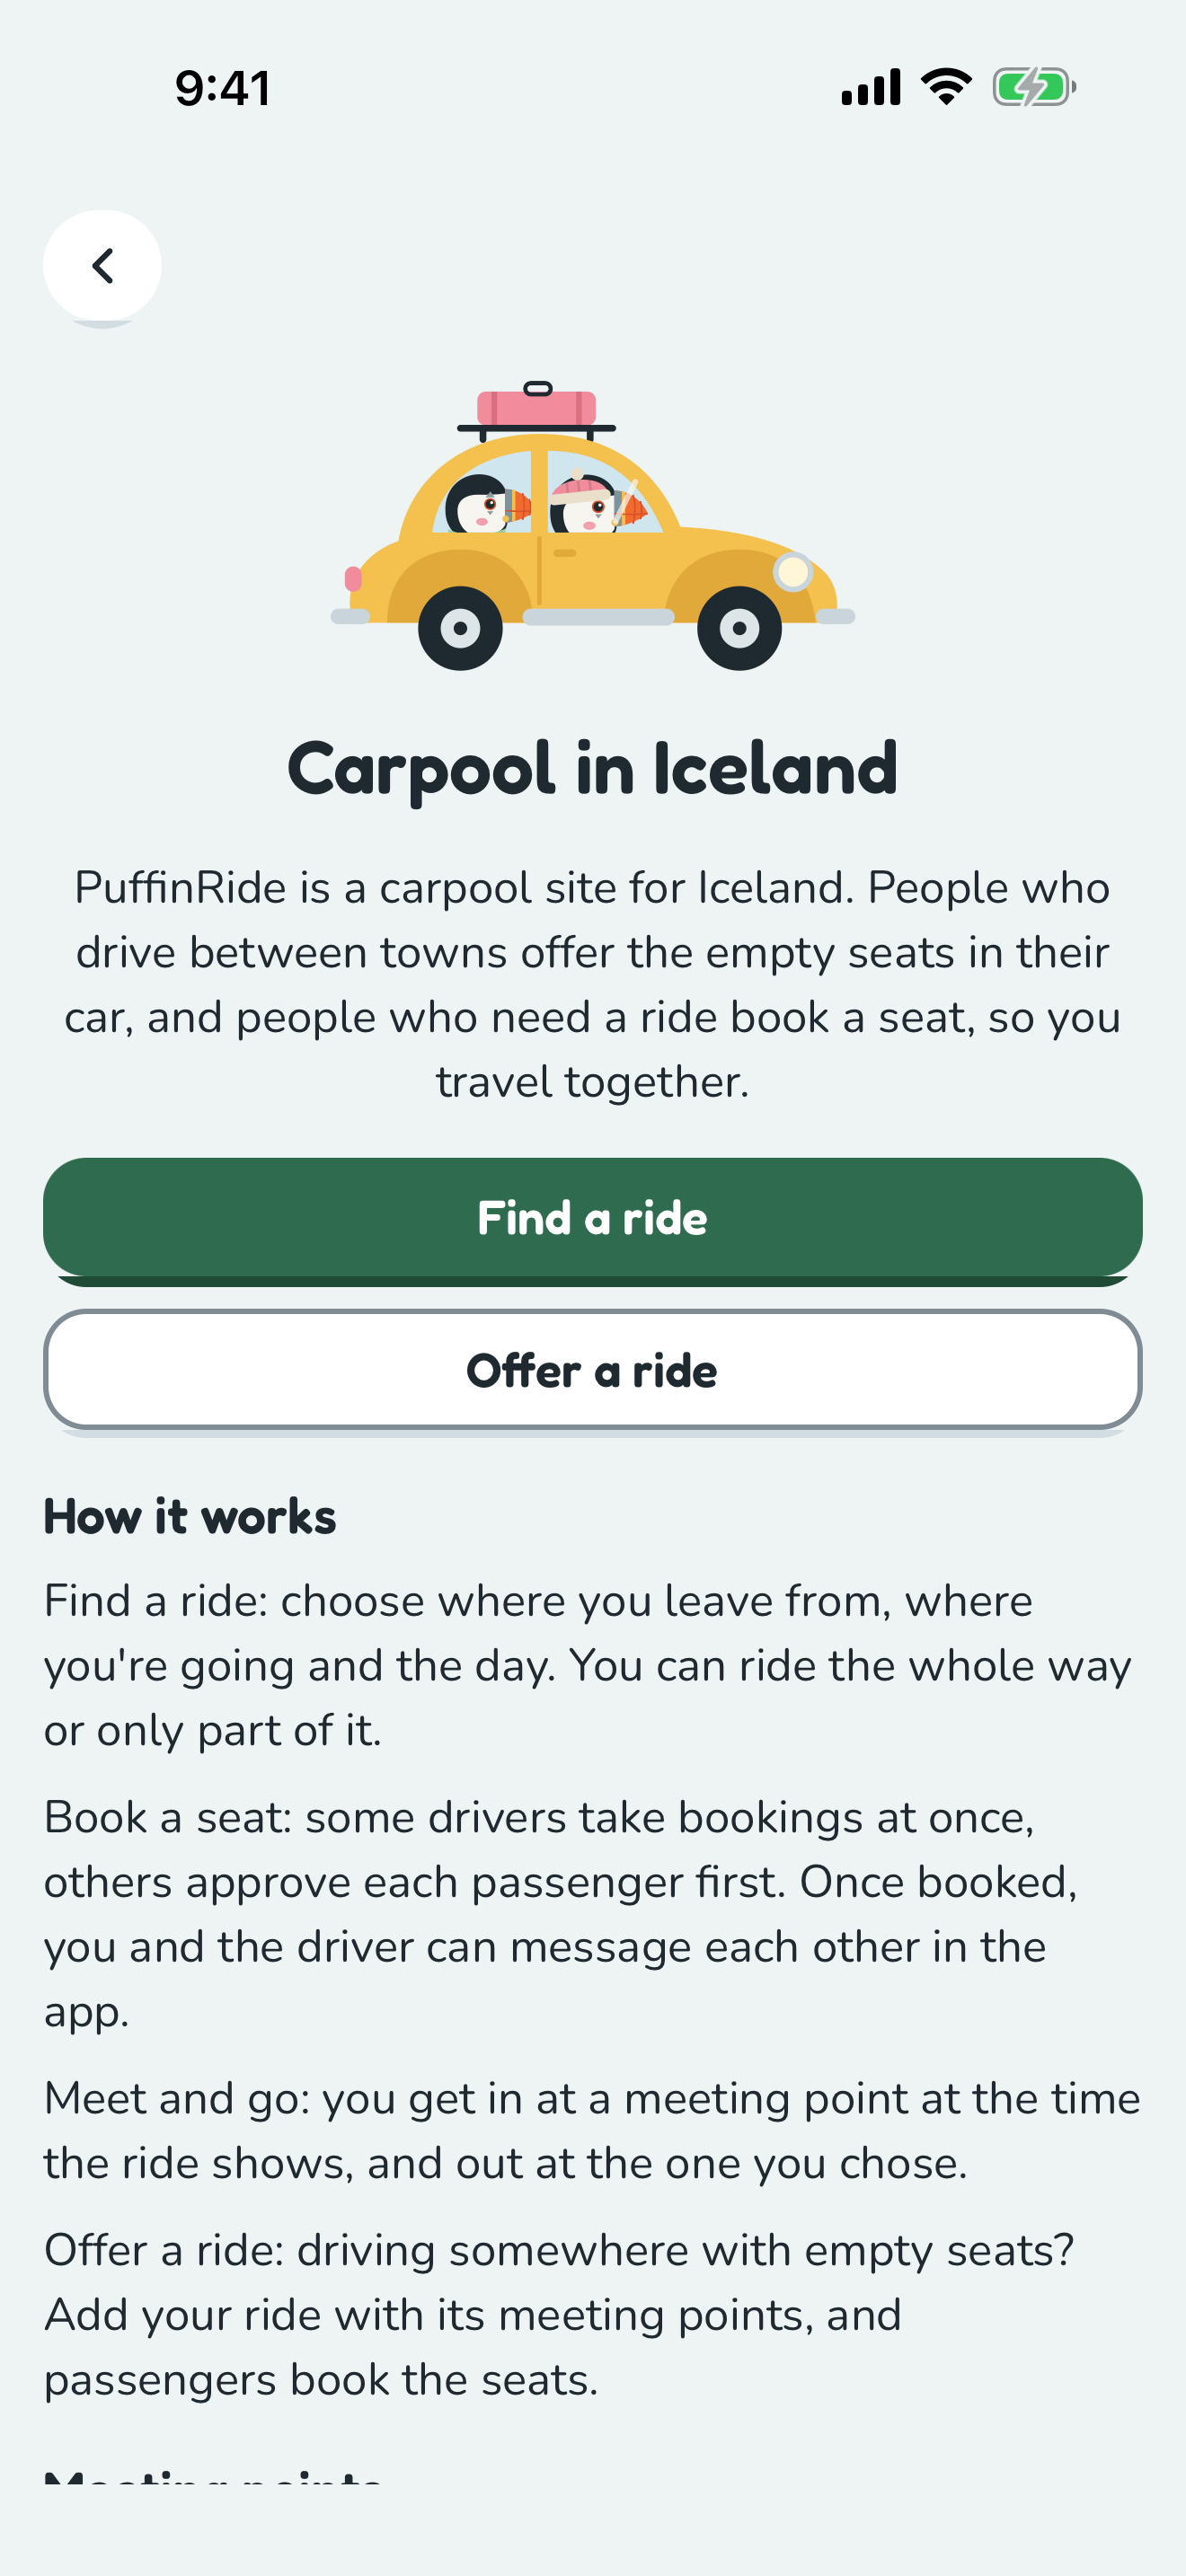 9:41
Carpool in Iceland
PuffinRide is a carpool site for Iceland. People who
drive between towns offer the empty seats in their
car, and people who need a ride book a seat, so you
travel together.
Find a ride
Offer a ride
How it works
Find a ride: choose where you leave from, where
you're going and the day. You can ride the whole way
or only part of it.
Book a seat: some drivers take bookings at once,
others approve each passenger first. Once booked,
you and the driver can message each other in the
app.
Meet and go: you get in at a meeting point at the time
the ride shows, and out at the one you chose.
Offer a ride: driving somewhere with empty seats?
Add your ride with its meeting points, and
passengers book the seats.
Meeting points